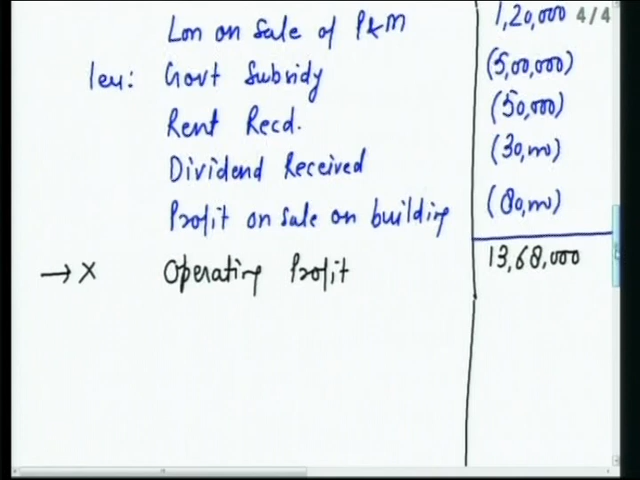 Loss on Sale of P&M 1,20,000 4/4
less: Govt Subsidy (5,00,000)
Rent Recd. (50,000)
Dividend Received (30,000)
Profit on sale on building (80,000)
→ X Operating Profit 13,68,000